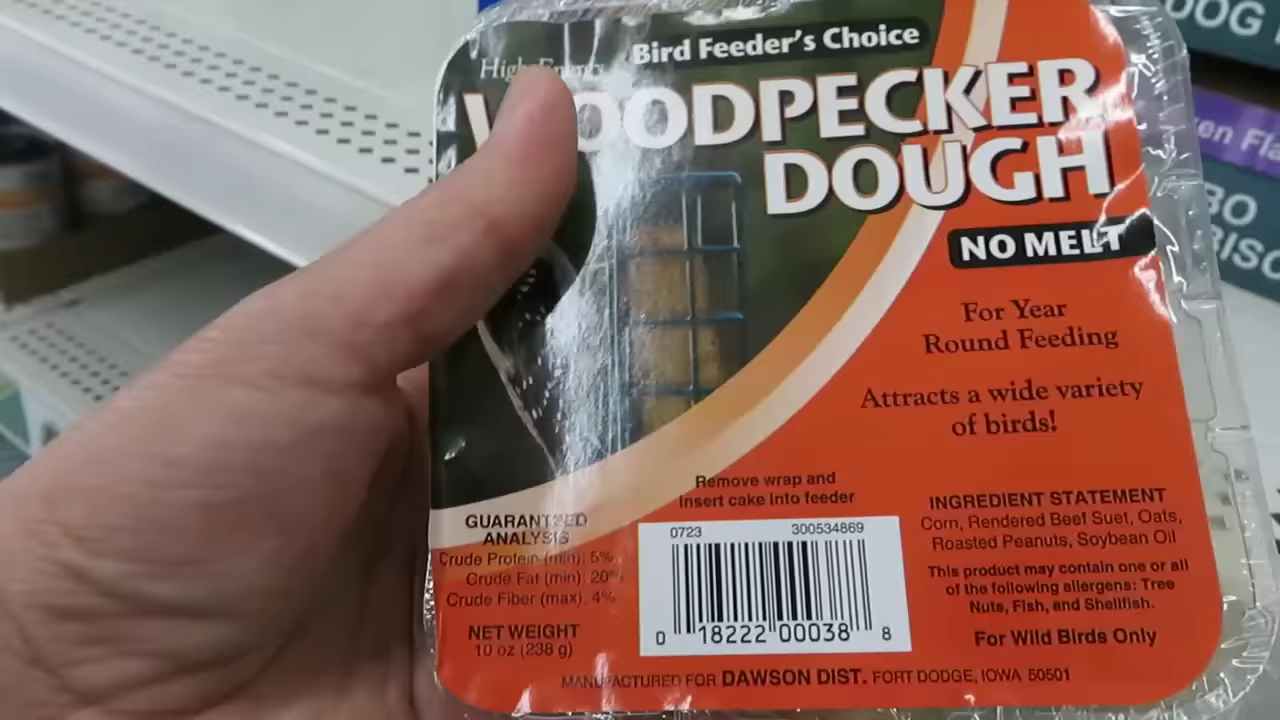 Bird Feeder's Choice
High Energy
WOODPECKER
DOUGH
NO MELT
For Year
Round Feeding
Attracts a wide variety
of birds!
Remove wrap and
insert cake into feeder
GUARANTEED
ANALYSIS
Crude Protein (min): 5%
Crude Fat (min): 20%
Crude Fiber (max): 4%
NET WEIGHT
10 oz (238 g)
0723 300534869
0 18222 00038 8
INGREDIENT STATEMENT
Corn, Rendered Beef Suet, Oats,
Roasted Peanuts, Soybean Oil
This product may contain one or all
of the following allergens: Tree
Nuts, Fish, and Shellfish.
For Wild Birds Only
MANUFACTURED FOR DAWSON DIST. FORT DODGE, IOWA 50501